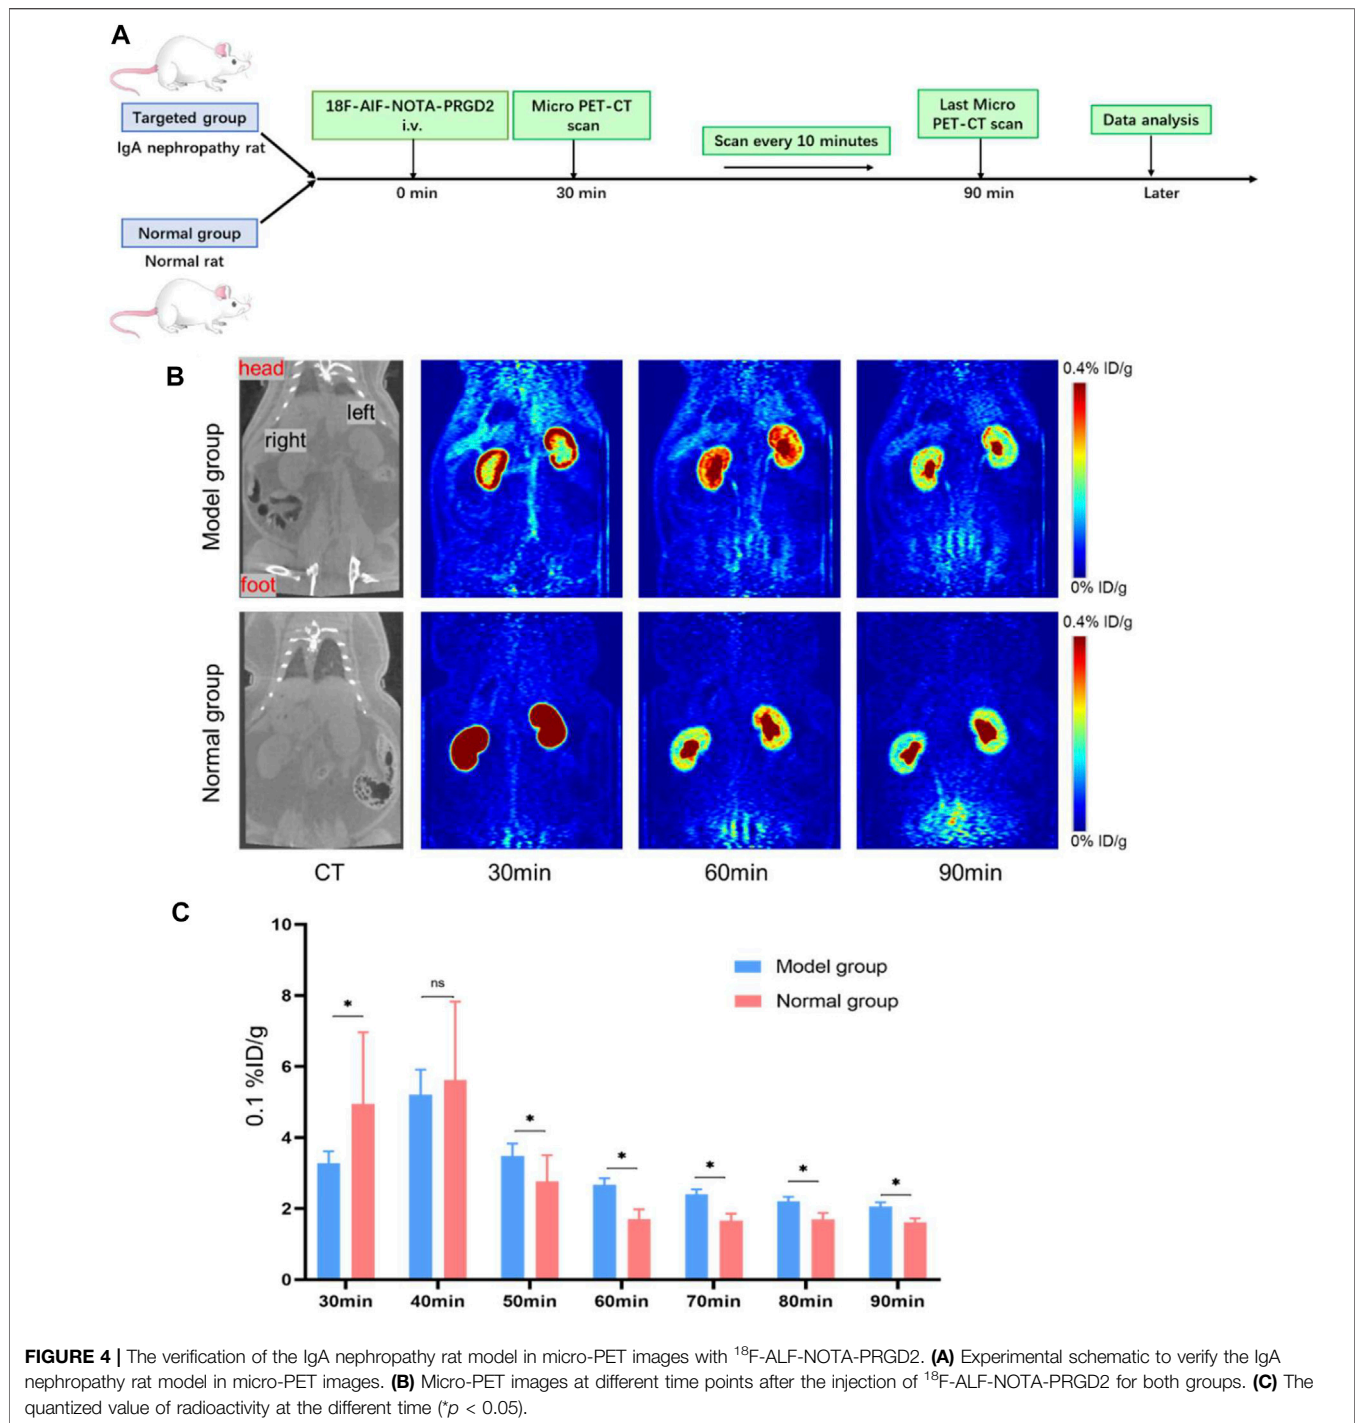 A
18F-AIF-NOTA-PRGD2
i.v.
Micro PET-CT
scan
Last Micro
PET-CT scan
Data analysis
Targeted group
IgA nephropathy rat
Scan every 10 minutes
0 min
30 min
90 min
Later
Normal group
Normal rat
B
head
left
right
foot
Model group
0.4% ID/g
0% ID/g
Normal group
0.4% ID/g
0% ID/g
CT
30min
60min
90min
C
10
8
6
4
2
0
0.1 %ID/g
Model group
Normal group
*
ns
*
*
*
*
*
30min
40min
50min
60min
70min
80min
90min
FIGURE 4 | The verification of the IgA nephropathy rat model in micro-PET images with ¹⁸F-ALF-NOTA-PRGD2. (A) Experimental schematic to verify the IgA
nephropathy rat model in micro-PET images. (B) Micro-PET images at different time points after the injection of ¹⁸F-ALF-NOTA-PRGD2 for both groups. (C) The
quantized value of radioactivity at the different time (*p < 0.05).